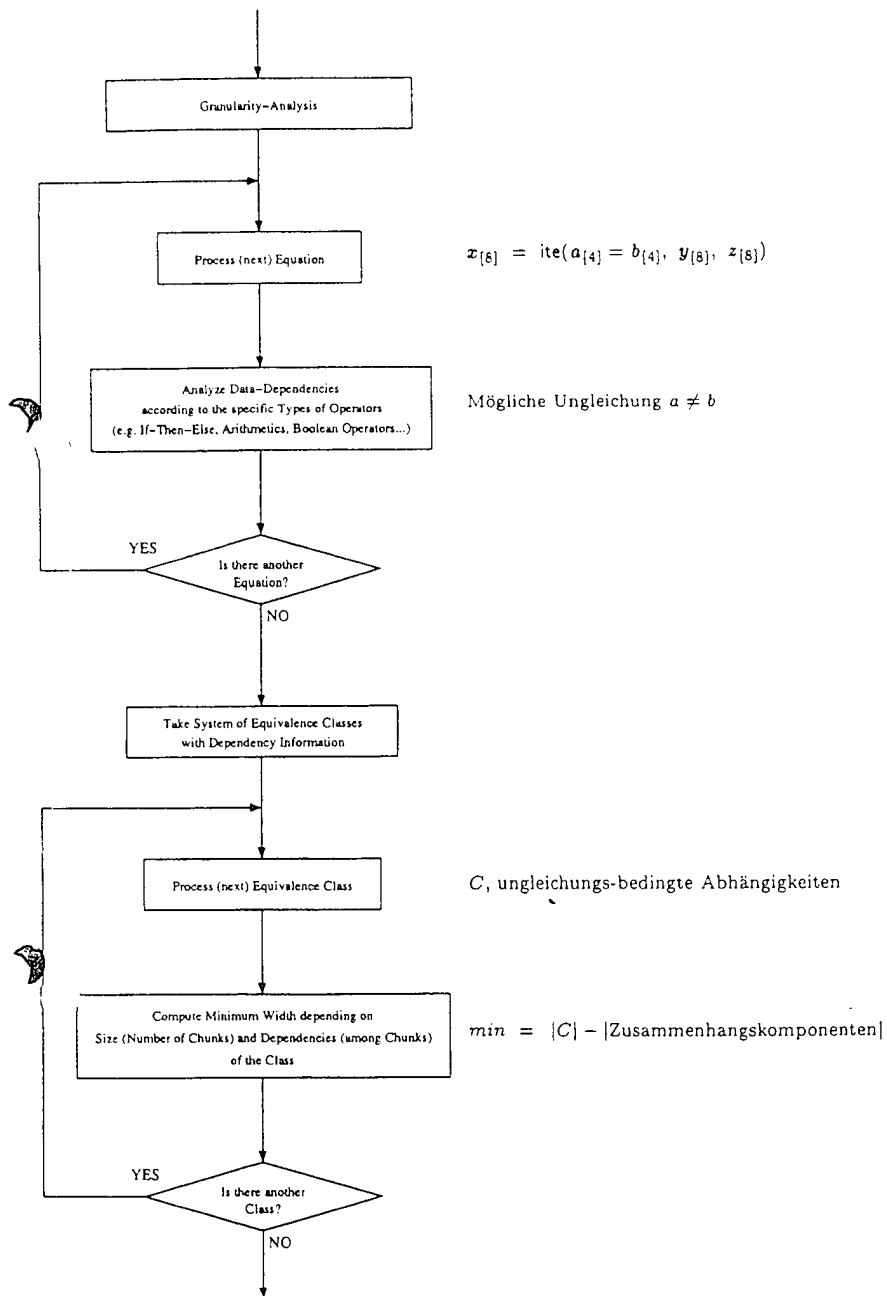 Granularity-Analysis
Process (next) Equation
x[8] = ite(a[4] = b[4], y[8], z[8])
Analyze Data-Dependencies
according to the specific Types of Operators
(e.g. If-Then-Else, Arithmetics, Boolean Operators...)
Mögliche Ungleichung a ≠ b
YES
Is there another
Equation?
NO
Take System of Equivalence Classes
with Dependency Information
Process (next) Equivalence Class
C, ungleichungs-bedingte Abhängigkeiten
Compute Minimum Width depending on
Size (Number of Chunks) and Dependencies (among Chunks)
of the Class
min = |C| − |Zusammenhangskomponenten|
YES
Is there another
Class?
NO